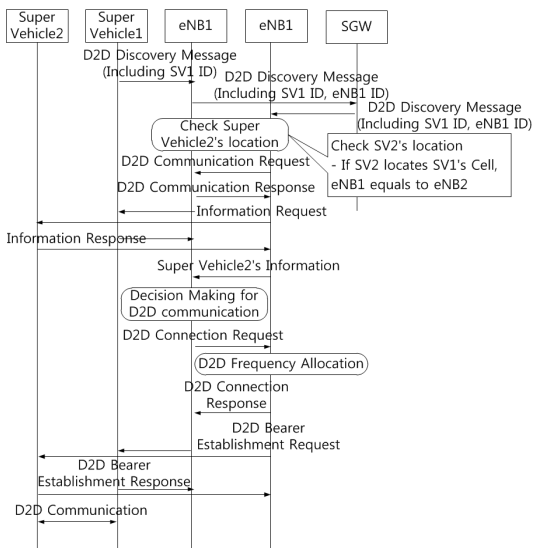 Super
Vehicle2
Super
Vehicle1
eNB1
eNB1
SGW
D2D Discovery Message
(Including SV1 ID)
D2D Discovery Message
(Including SV1 ID, eNB1 ID)
D2D Discovery Message
(Including SV1 ID, eNB1 ID)
Check Super
Vehicle2's location
Check SV2's location
- If SV2 locates SV1's Cell,
eNB1 equals to eNB2
D2D Communication Request
D2D Communication Response
Information Request
Information Response
Super Vehicle2's Information
Decision Making for
D2D communication
D2D Connection Request
D2D Frequency Allocation
D2D Connection
Response
D2D Bearer
Establishment Request
D2D Bearer
Establishment Response
D2D Communication